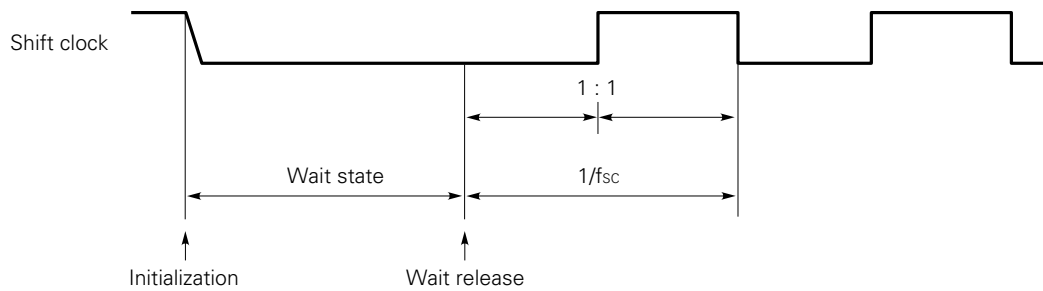 Shift clock
1 : 1
Wait state
1/fsc
Initialization
Wait release